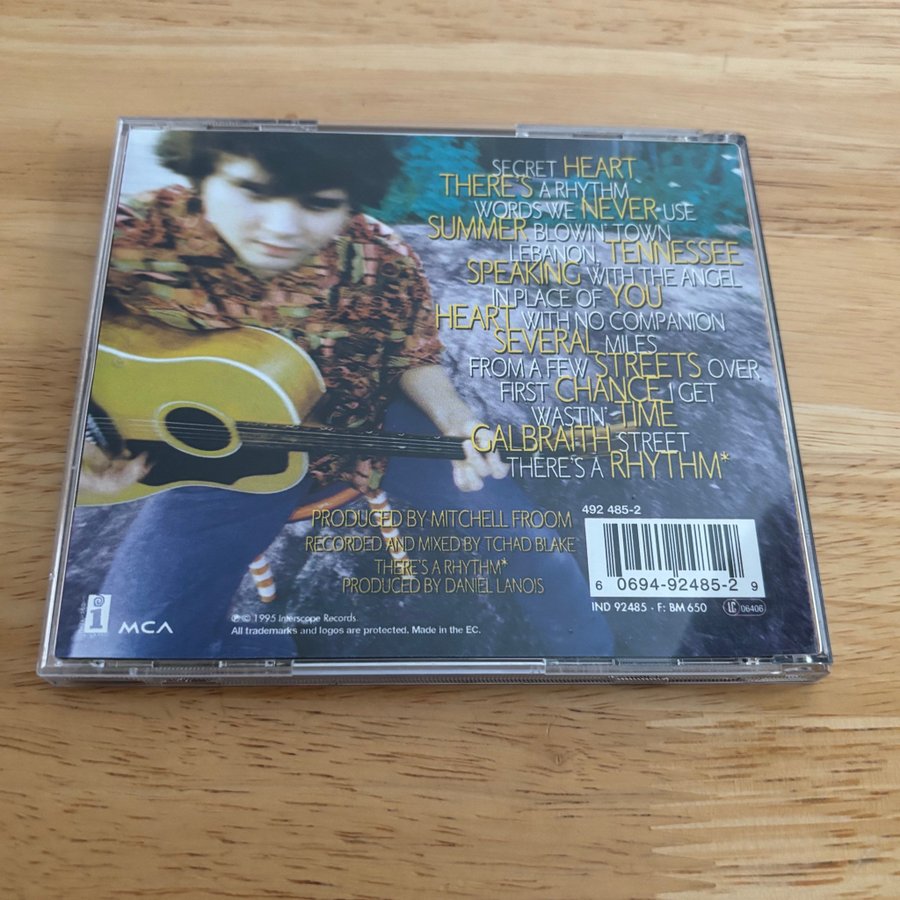 SECRET HEART
THERE'S A RHYTHM
WORDS WE NEVER USE
SUMMER BLOWIN' TOWN
LEBANON, TENNESSEE
SPEAKING WITH THE ANGEL
IN PLACE OF YOU
HEART WITH NO COMPANION
SEVERAL MILES
FROM A FEW STREETS OVER
FIRST CHANCE I GET
WASTIN' TIME
GALBRAITH STREET
THERE'S A RHYTHM*
PRODUCED BY MITCHELL FROOM
RECORDED AND MIXED BY TCHAD BLAKE
THERE'S A RHYTHM*
PRODUCED BY DANIEL LANOIS
492 485-2
6 0694-92485-2 9
IND 92485 · F: BM 650
LC 06406
i MCA
℗ © 1995 Interscope Records.
All trademarks and logos are protected. Made in the EC.